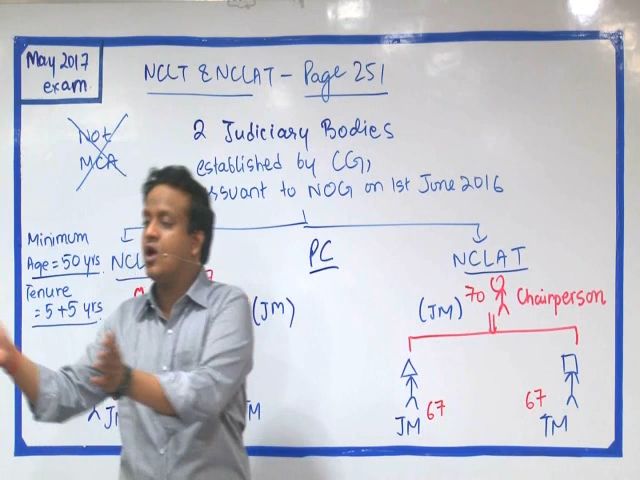 May 2017
exam
NCLT & NCLAT - Page 251
Not
MCA
2 Judiciary Bodies
established by CG,
to NOG on 1st June 2016
Minimum
Age = 50 yrs
Tenure
= 5+5 yrs
PC
NCLAT
(JM)
(JM)
70
Chairperson
67
67
JM
TM